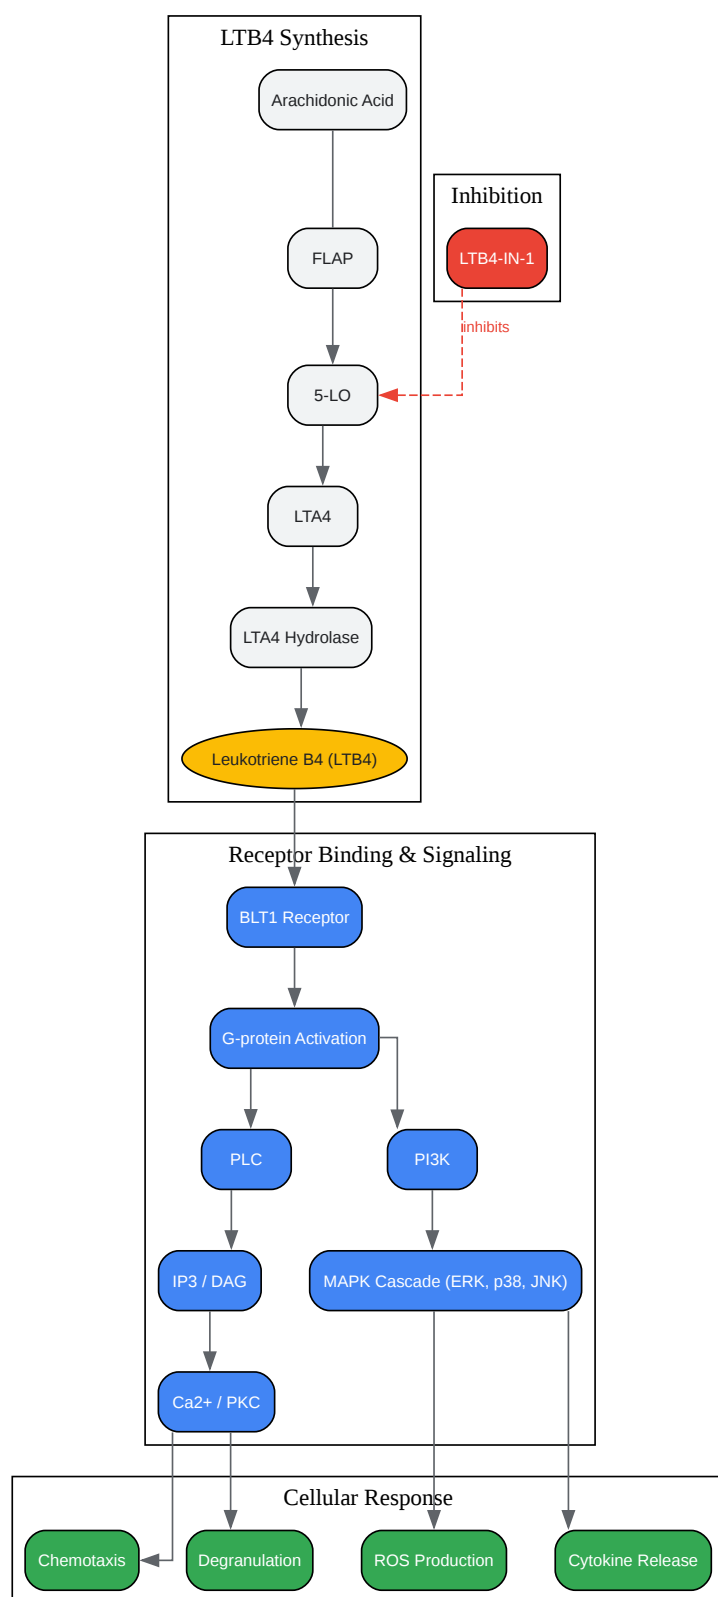 LTB4 Synthesis
Arachidonic Acid
Inhibition
FLAP
LTB4-IN-1
inhibits
5-LO
LTA4
LTA4 Hydrolase
Leukotriene B4 (LTB4)
Receptor Binding & Signaling
BLT1 Receptor
G-protein Activation
PLC
PI3K
IP3 / DAG
MAPK Cascade (ERK, p38, JNK)
Ca2+ / PKC
Cellular Response
Chemotaxis
Degranulation
ROS Production
Cytokine Release